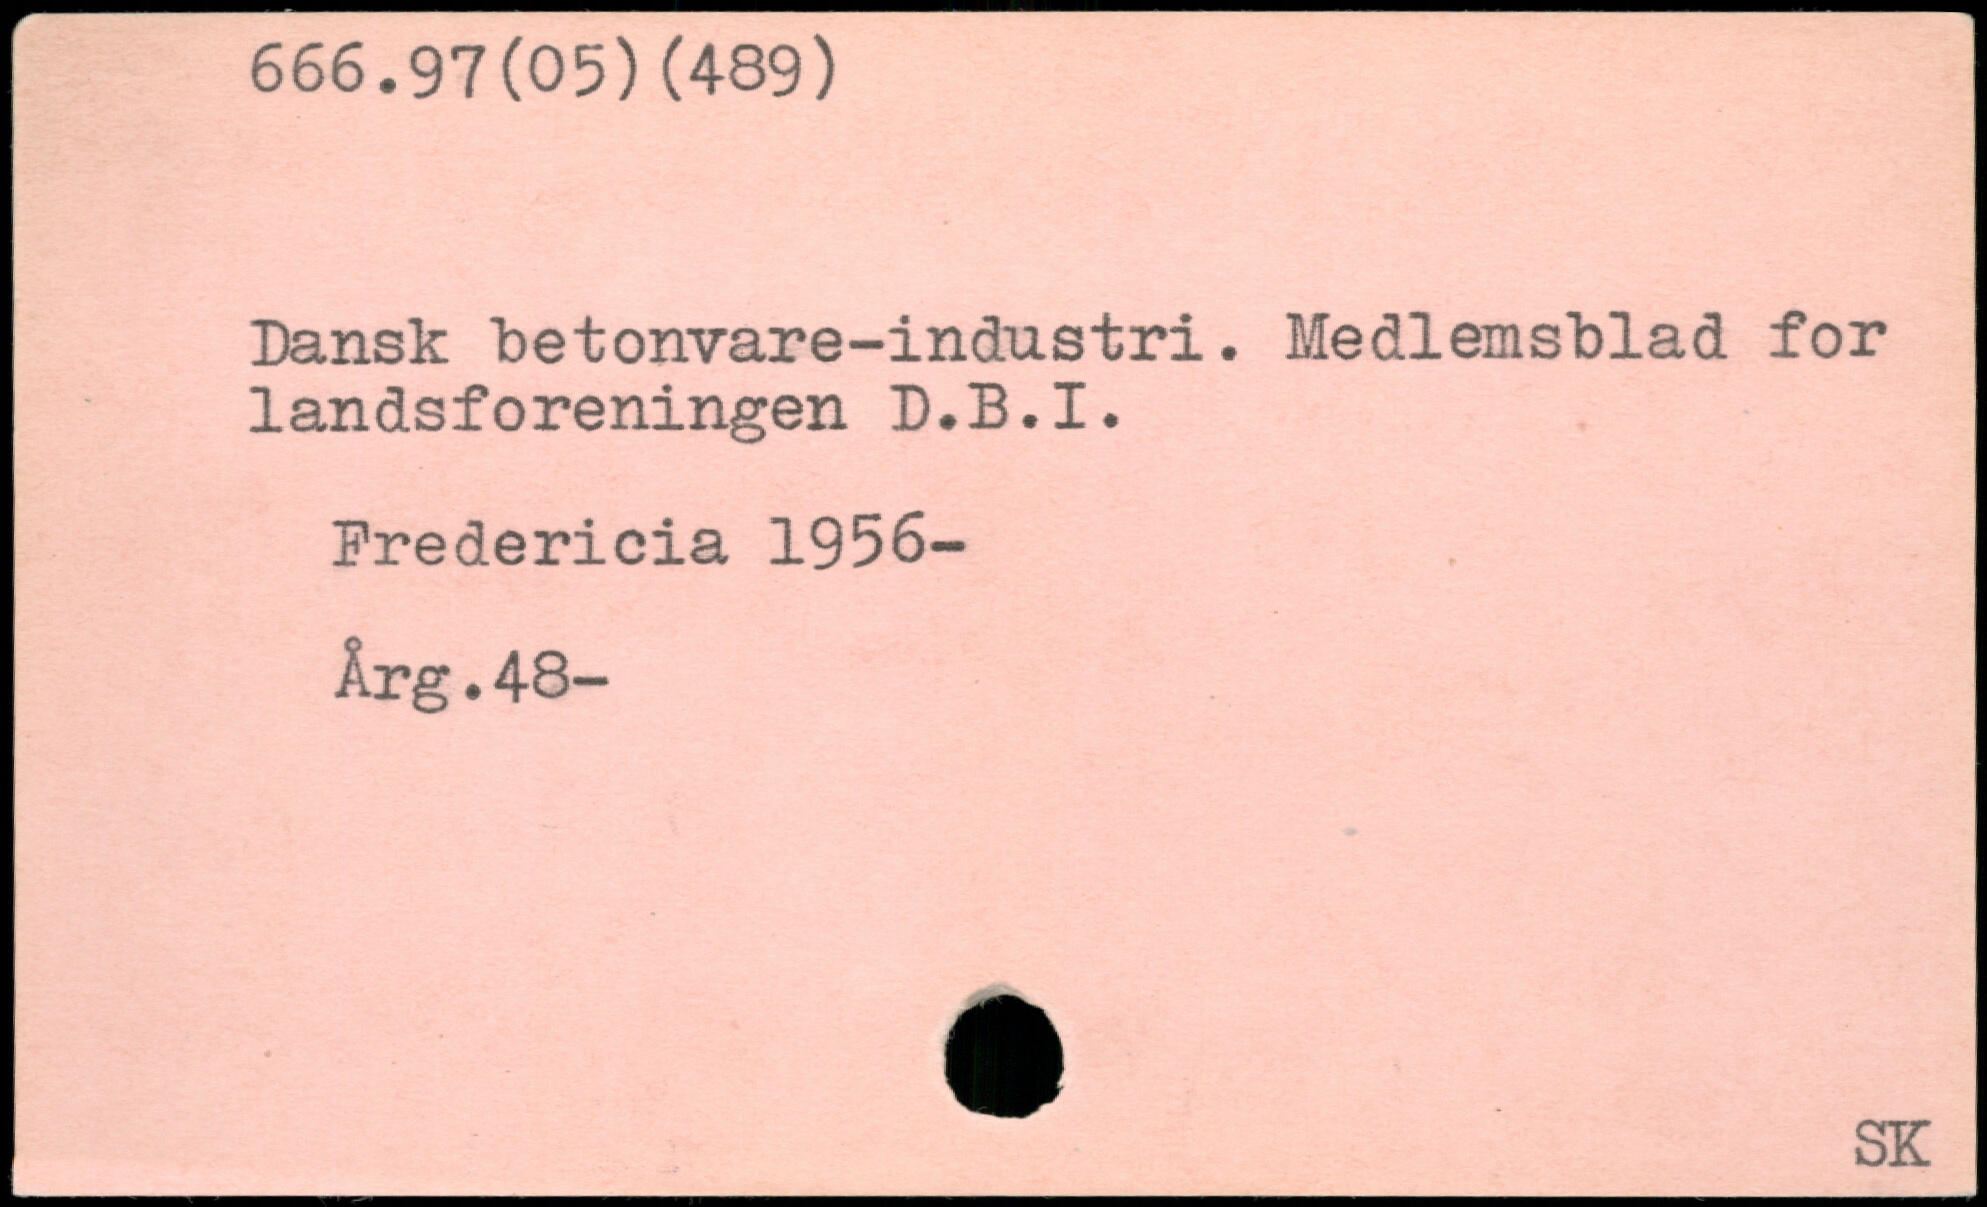 666.97(05)(489)
Dansk betonvare-industri. Medlemsblad for
landsforeningen D.B.I.
Fredericia 1956-
Årg.48-
SK